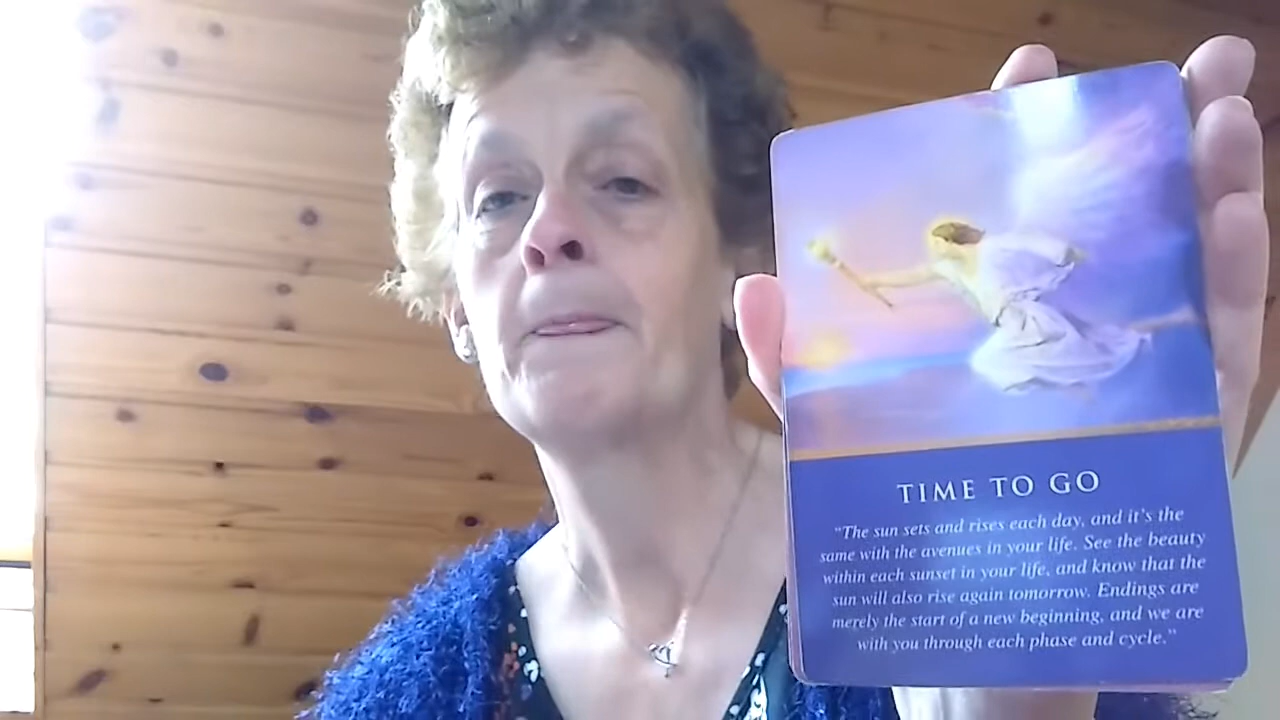 TIME TO GO
"The sun sets and rises each day, and it's the
same with the avenues in your life. See the beauty
within each sunset in your life, and know that the
sun will also rise again tomorrow. Endings are
merely the start of a new beginning, and we are
with you through each phase and cycle."